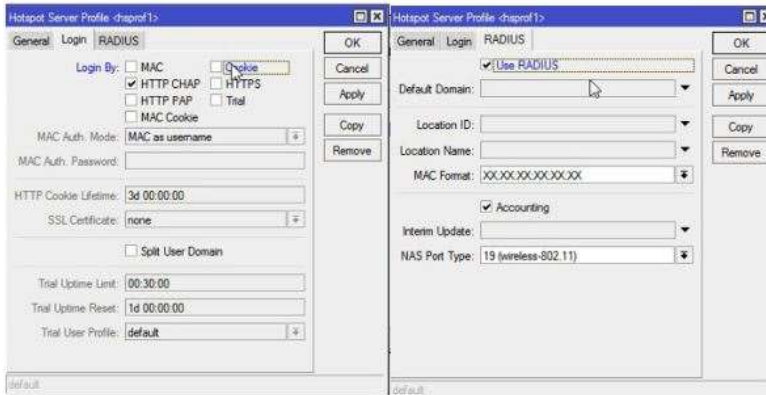 Hotspot Server Profile <hsprof1>
General Login RADIUS
Login By: MAC Cookie
HTTP CHAP HTTPS
HTTP PAP Trial
MAC Cookie
MAC Auth. Mode: MAC as username
MAC Auth. Password:
HTTP Cookie Lifetime: 3d 00:00:00
SSL Certificate: none
Split User Domain
Trial Uptime Limit: 00:30:00
Trial Uptime Reset: 1d 00:00:00
Trial User Profile: default
default
OK
Cancel
Apply
Copy
Remove
Hotspot Server Profile <hsprof1>
General Login RADIUS
Use RADIUS
Default Domain:
Location ID:
Location Name:
MAC Format: XX:XX:XX:XX:XX:XX
Accounting
Interim Update:
NAS Port Type: 19 (wireless-802.11)
default
OK
Cancel
Apply
Copy
Remove